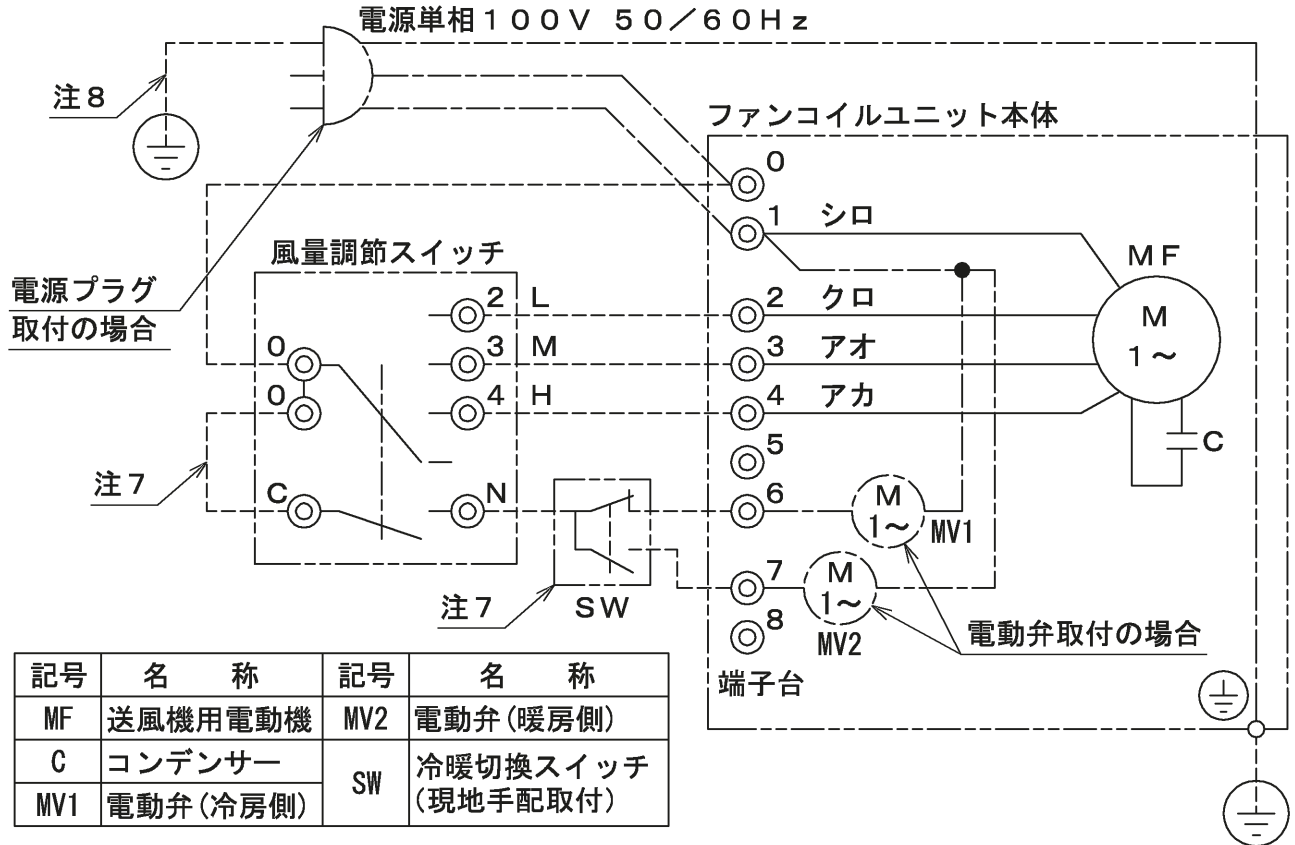 電源単相１００Ｖ ５０／６０Ｈｚ
注８
ファンコイルユニット本体
0
1 シロ
風量調節スイッチ
ＭＦ
電源プラグ
取付の場合
2 L
2 クロ
M
1～
0
3 M
3 アオ
0
4 H
4 アカ
5
C
注７
C
N
6
M
1～
MV1
7
M
1～
注７
ＳＷ
8
MV2
電動弁取付の場合
端子台
記号 名 称 記号 名 称
MF 送風機用電動機 MV2 電動弁(暖房側)
C コンデンサー SW 冷暖切換スイッチ
(現地手配取付)
MV1 電動弁(冷房側)